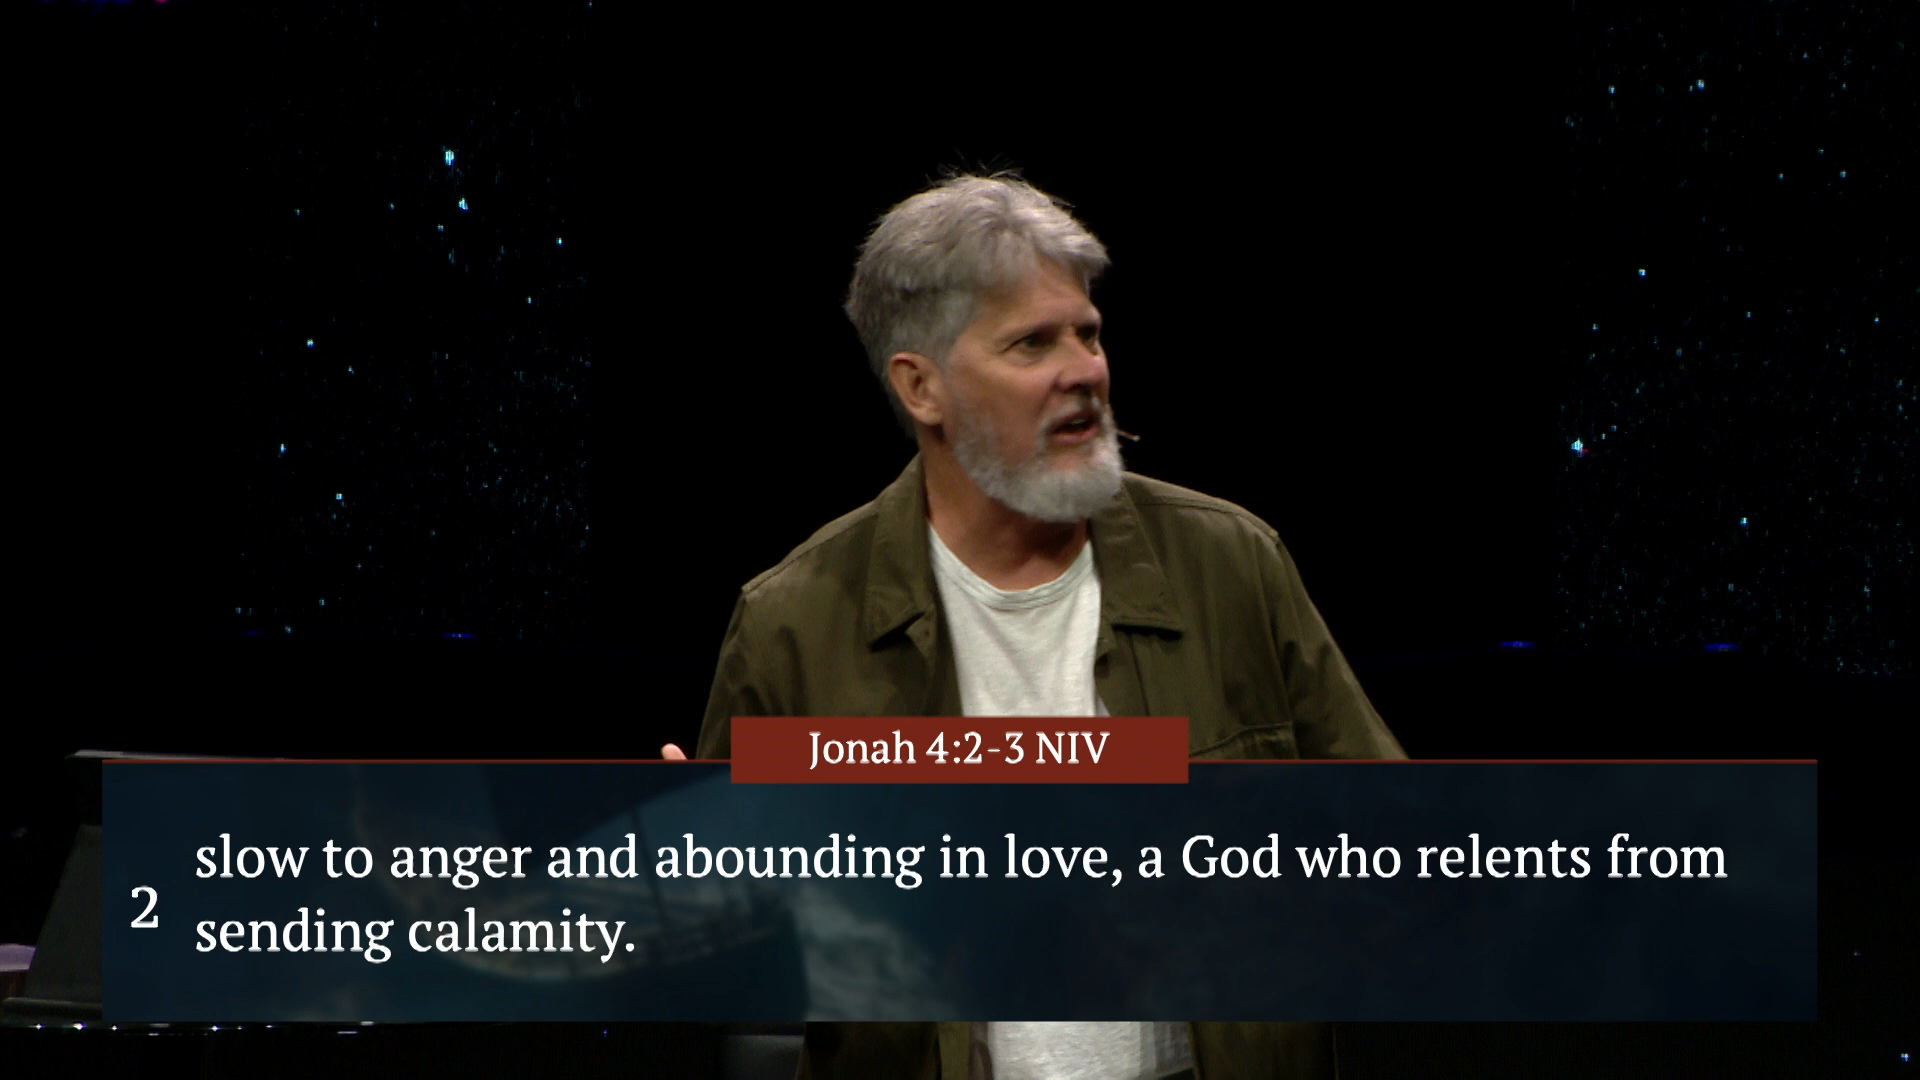 Jonah 4:2-3 NIV
2 slow to anger and abounding in love, a God who relents from
sending calamity.